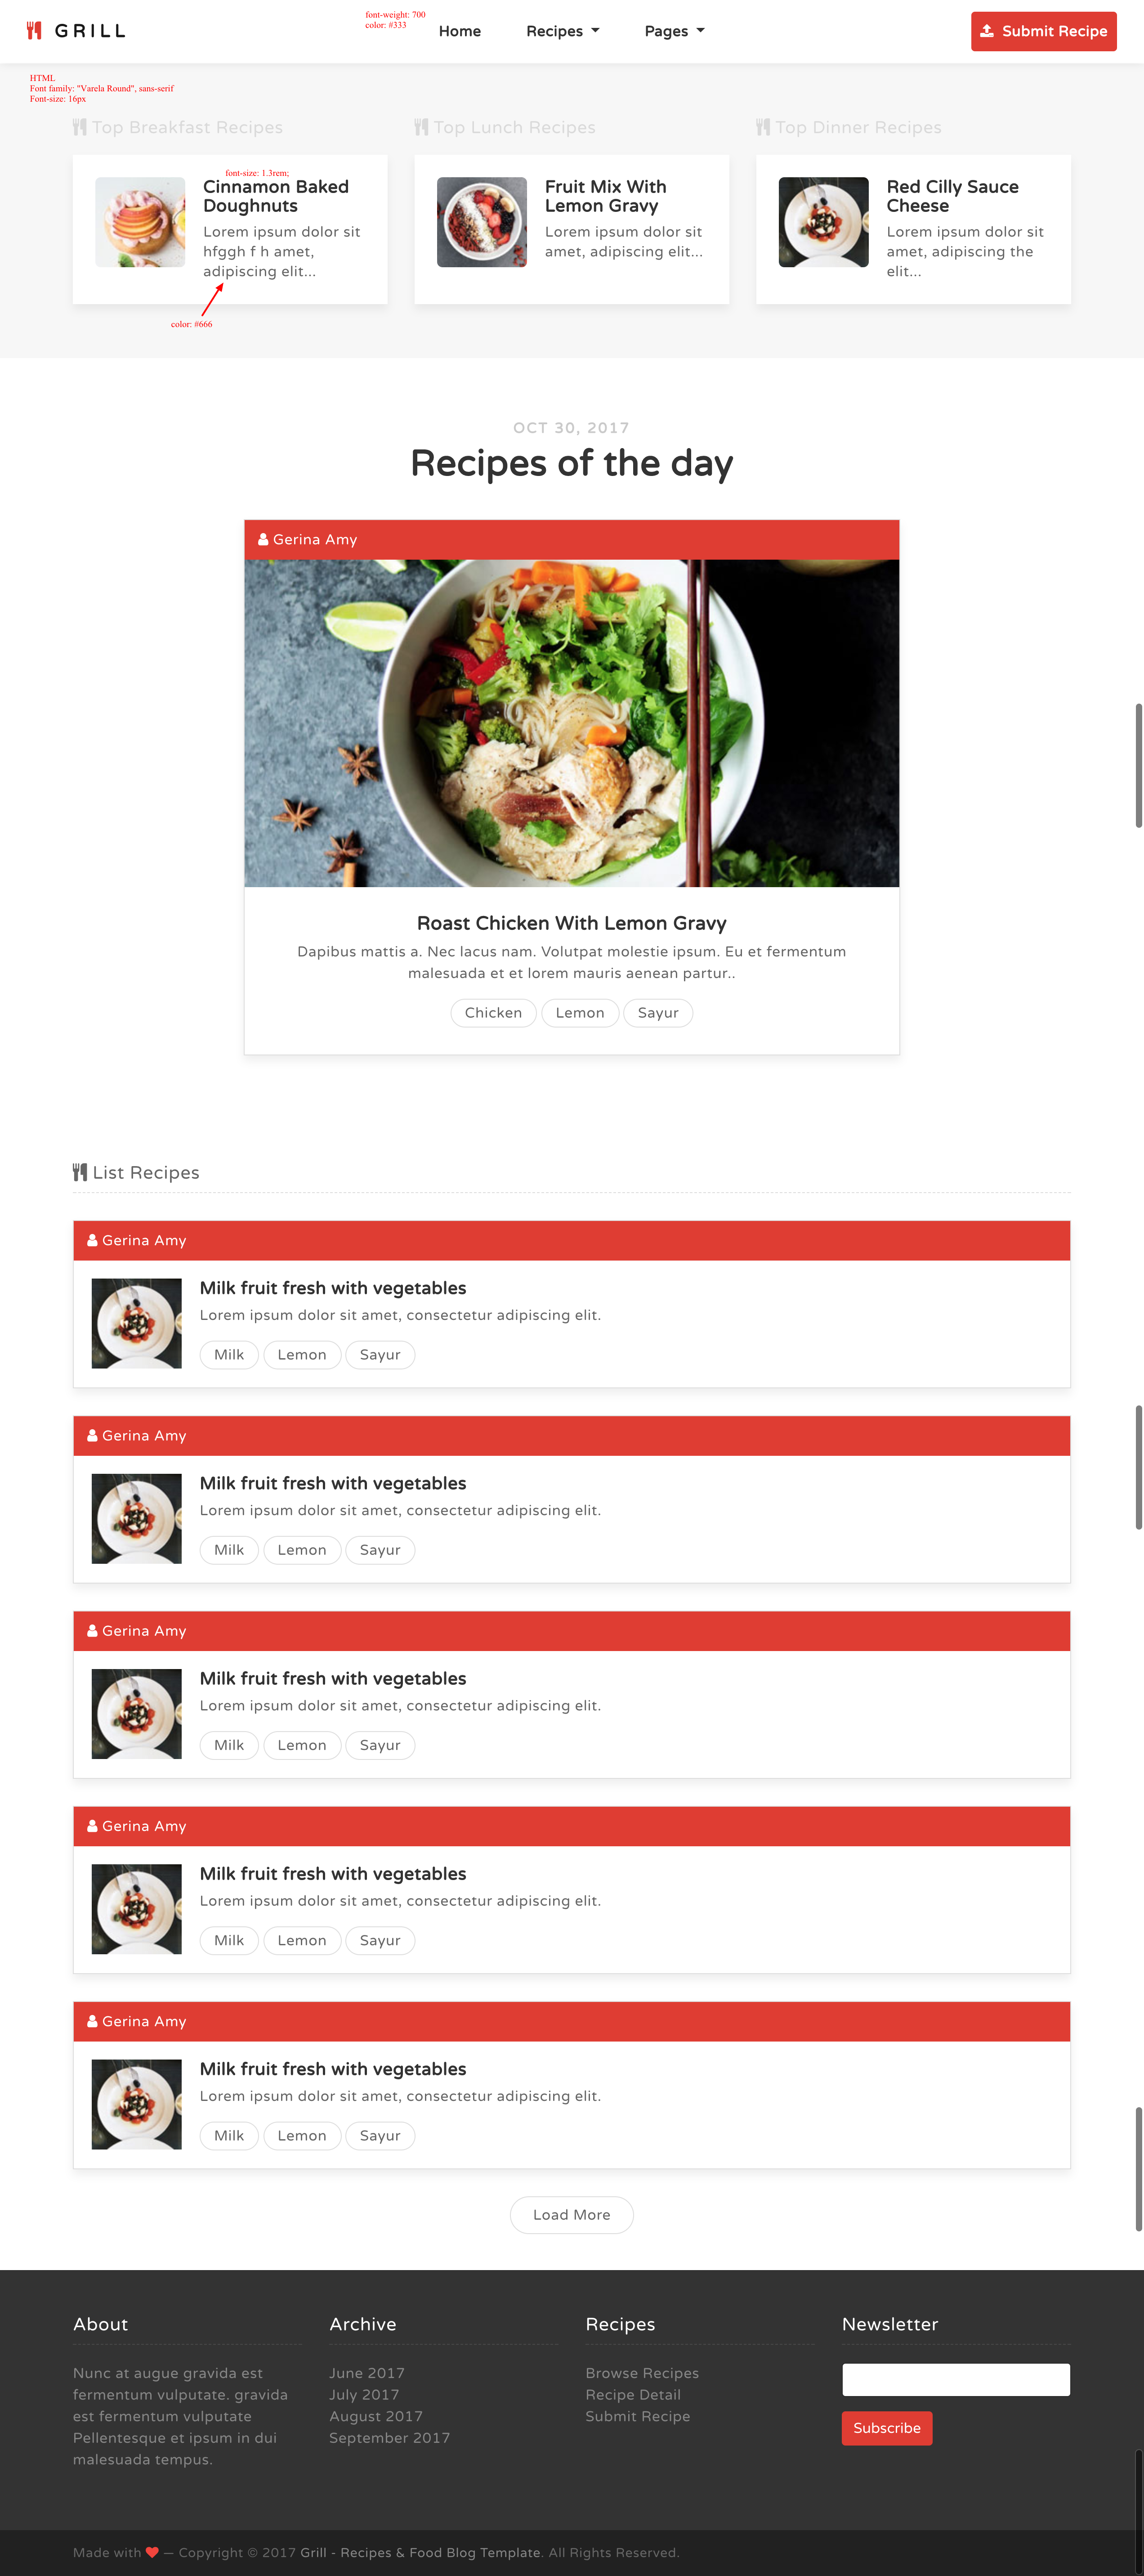 GRILL
font-weight: 700
color: #333
Home
Recipes
Pages
Submit Recipe
HTML
Font family: "Varela Round", sans-serif
Font-size: 16px
Top Breakfast Recipes
font-size: 1.3rem;
Cinnamon Baked
Doughnuts
Lorem ipsum dolor sit
hfggh f h amet,
adipiscing elit...
color: #666
Top Lunch Recipes
Fruit Mix With
Lemon Gravy
Lorem ipsum dolor sit
amet, adipiscing elit...
Top Dinner Recipes
Red Cilly Sauce
Cheese
Lorem ipsum dolor sit
amet, adipiscing the
elit...
OCT 30, 2017
Recipes of the day
Gerina Amy
Roast Chicken With Lemon Gravy
Dapibus mattis a. Nec lacus nam. Volutpat molestie ipsum. Eu et fermentum
malesuada et et lorem mauris aenean partur..
Chicken Lemon Sayur
List Recipes
Gerina Amy
Milk fruit fresh with vegetables
Lorem ipsum dolor sit amet, consectetur adipiscing elit.
Milk Lemon Sayur
Gerina Amy
Milk fruit fresh with vegetables
Lorem ipsum dolor sit amet, consectetur adipiscing elit.
Milk Lemon Sayur
Gerina Amy
Milk fruit fresh with vegetables
Lorem ipsum dolor sit amet, consectetur adipiscing elit.
Milk Lemon Sayur
Gerina Amy
Milk fruit fresh with vegetables
Lorem ipsum dolor sit amet, consectetur adipiscing elit.
Milk Lemon Sayur
Gerina Amy
Milk fruit fresh with vegetables
Lorem ipsum dolor sit amet, consectetur adipiscing elit.
Milk Lemon Sayur
Load More
About
Nunc at augue gravida est
fermentum vulputate. gravida
est fermentum vulputate
Pellentesque et ipsum in dui
malesuada tempus.
Archive
June 2017
July 2017
August 2017
September 2017
Recipes
Browse Recipes
Recipe Detail
Submit Recipe
Newsletter
Subscribe
Made with ❤ — Copyright © 2017 Grill - Recipes & Food Blog Template. All Rights Reserved.